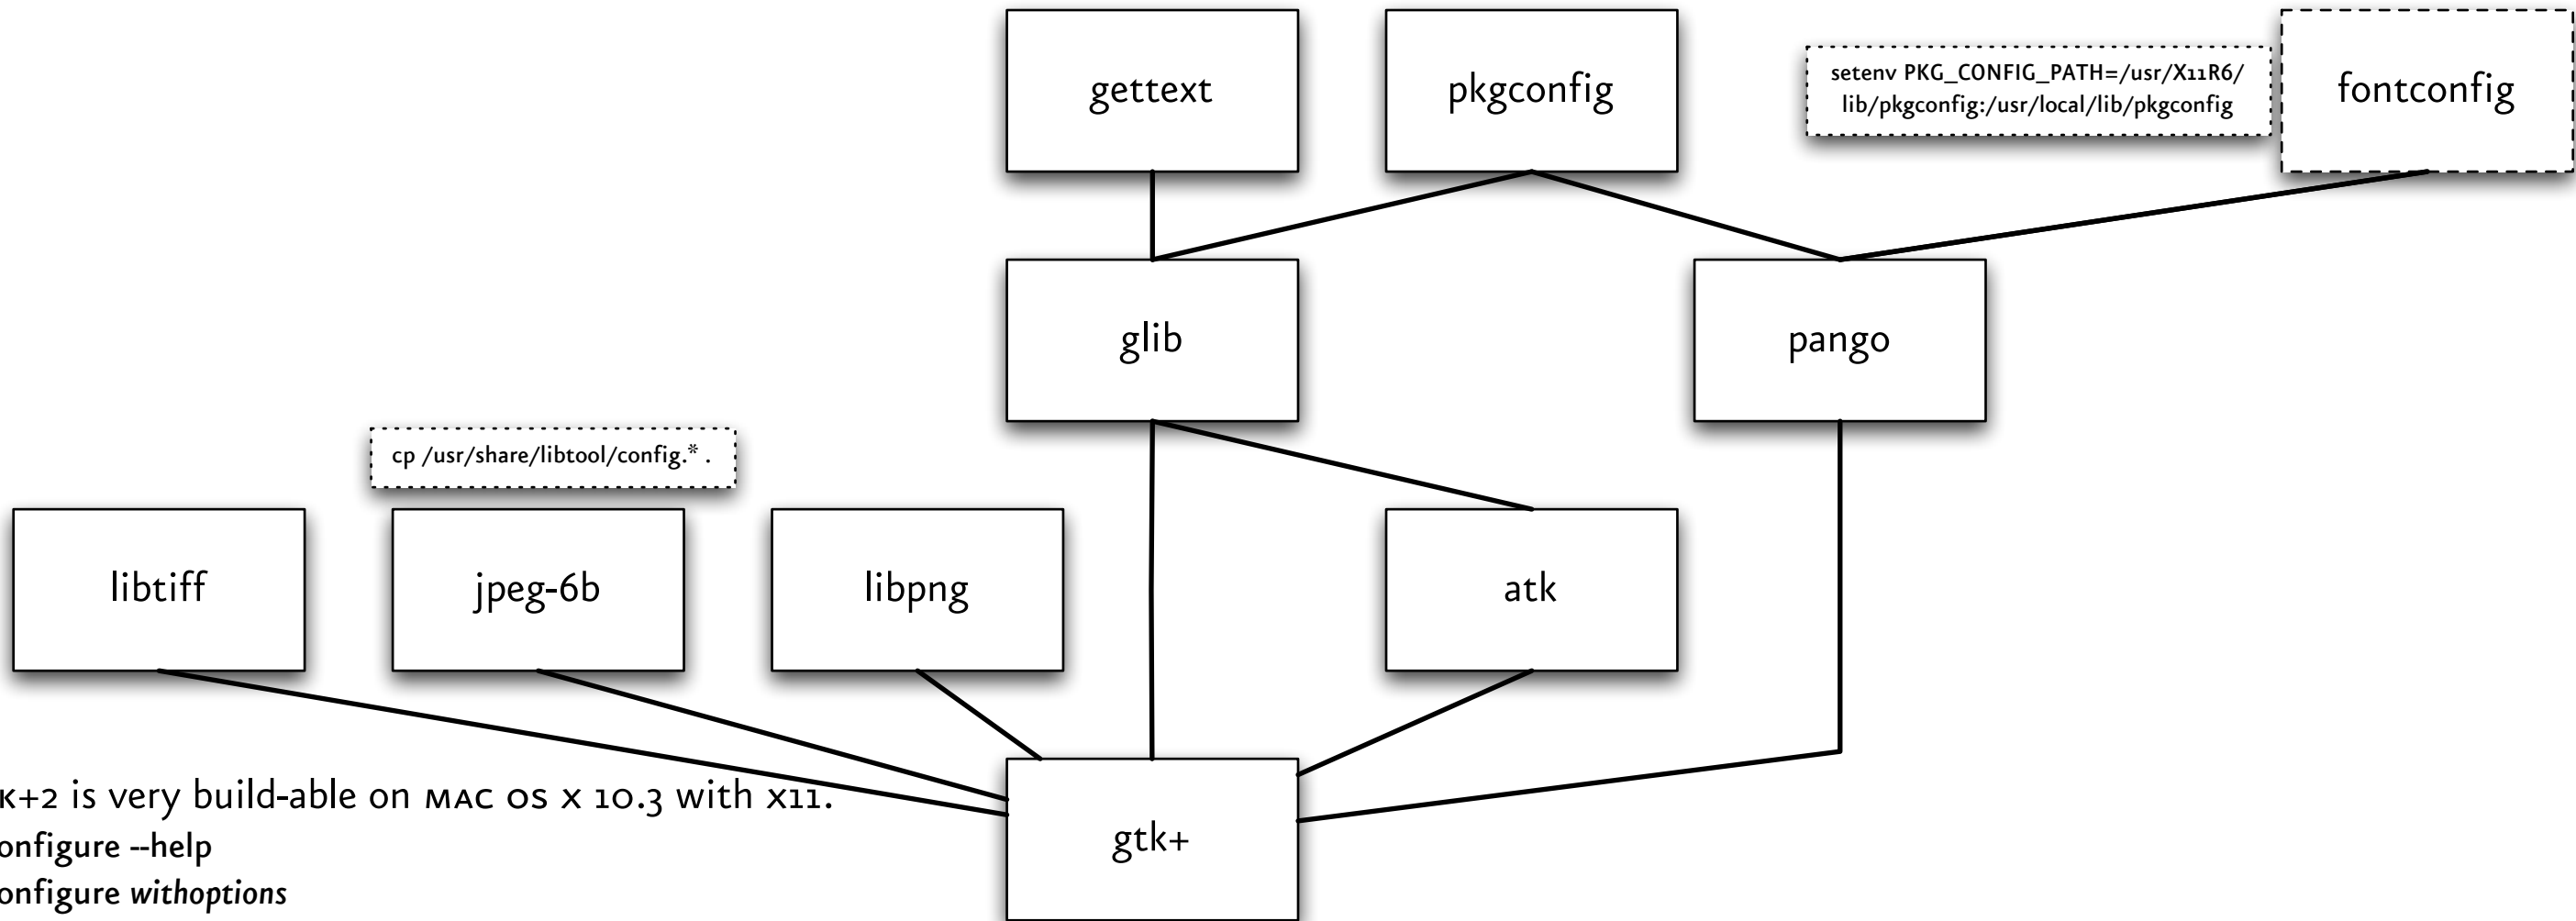 gettext
pkgconfig
setenv PKG_CONFIG_PATH=/usr/X11R6/
lib/pkgconfig:/usr/local/lib/pkgconfig
fontconfig
glib
pango
cp /usr/share/libtool/config.* .
libtiff
jpeg-6b
libpng
atk
gtk+
K+2 is very build-able on MAC OS X 10.3 with X11.
onfigure --help
onfigure withoptions